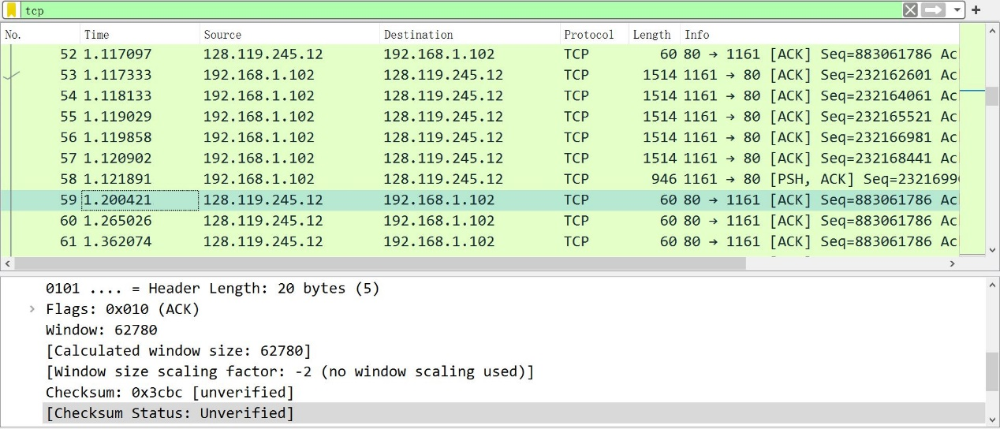 tcp
No. Time Source Destination Protocol Length Info
52 1.117097 128.119.245.12 192.168.1.102 TCP 60 80 → 1161 [ACK] Seq=883061786 Ac
53 1.117333 192.168.1.102 128.119.245.12 TCP 1514 1161 → 80 [ACK] Seq=232162601 Ac
54 1.118133 192.168.1.102 128.119.245.12 TCP 1514 1161 → 80 [ACK] Seq=232164061 Ac
55 1.119029 192.168.1.102 128.119.245.12 TCP 1514 1161 → 80 [ACK] Seq=232165521 Ac
56 1.119858 192.168.1.102 128.119.245.12 TCP 1514 1161 → 80 [ACK] Seq=232166981 Ac
57 1.120902 192.168.1.102 128.119.245.12 TCP 1514 1161 → 80 [ACK] Seq=232168441 Ac
58 1.121891 192.168.1.102 128.119.245.12 TCP 946 1161 → 80 [PSH, ACK] Seq=2321699
59 1.200421 128.119.245.12 192.168.1.102 TCP 60 80 → 1161 [ACK] Seq=883061786 Ac
60 1.265026 128.119.245.12 192.168.1.102 TCP 60 80 → 1161 [ACK] Seq=883061786 Ac
61 1.362074 128.119.245.12 192.168.1.102 TCP 60 80 → 1161 [ACK] Seq=883061786 Ac
0101 .... = Header Length: 20 bytes (5)
Flags: 0x010 (ACK)
Window: 62780
[Calculated window size: 62780]
[Window size scaling factor: -2 (no window scaling used)]
Checksum: 0x3cbc [unverified]
[Checksum Status: Unverified]